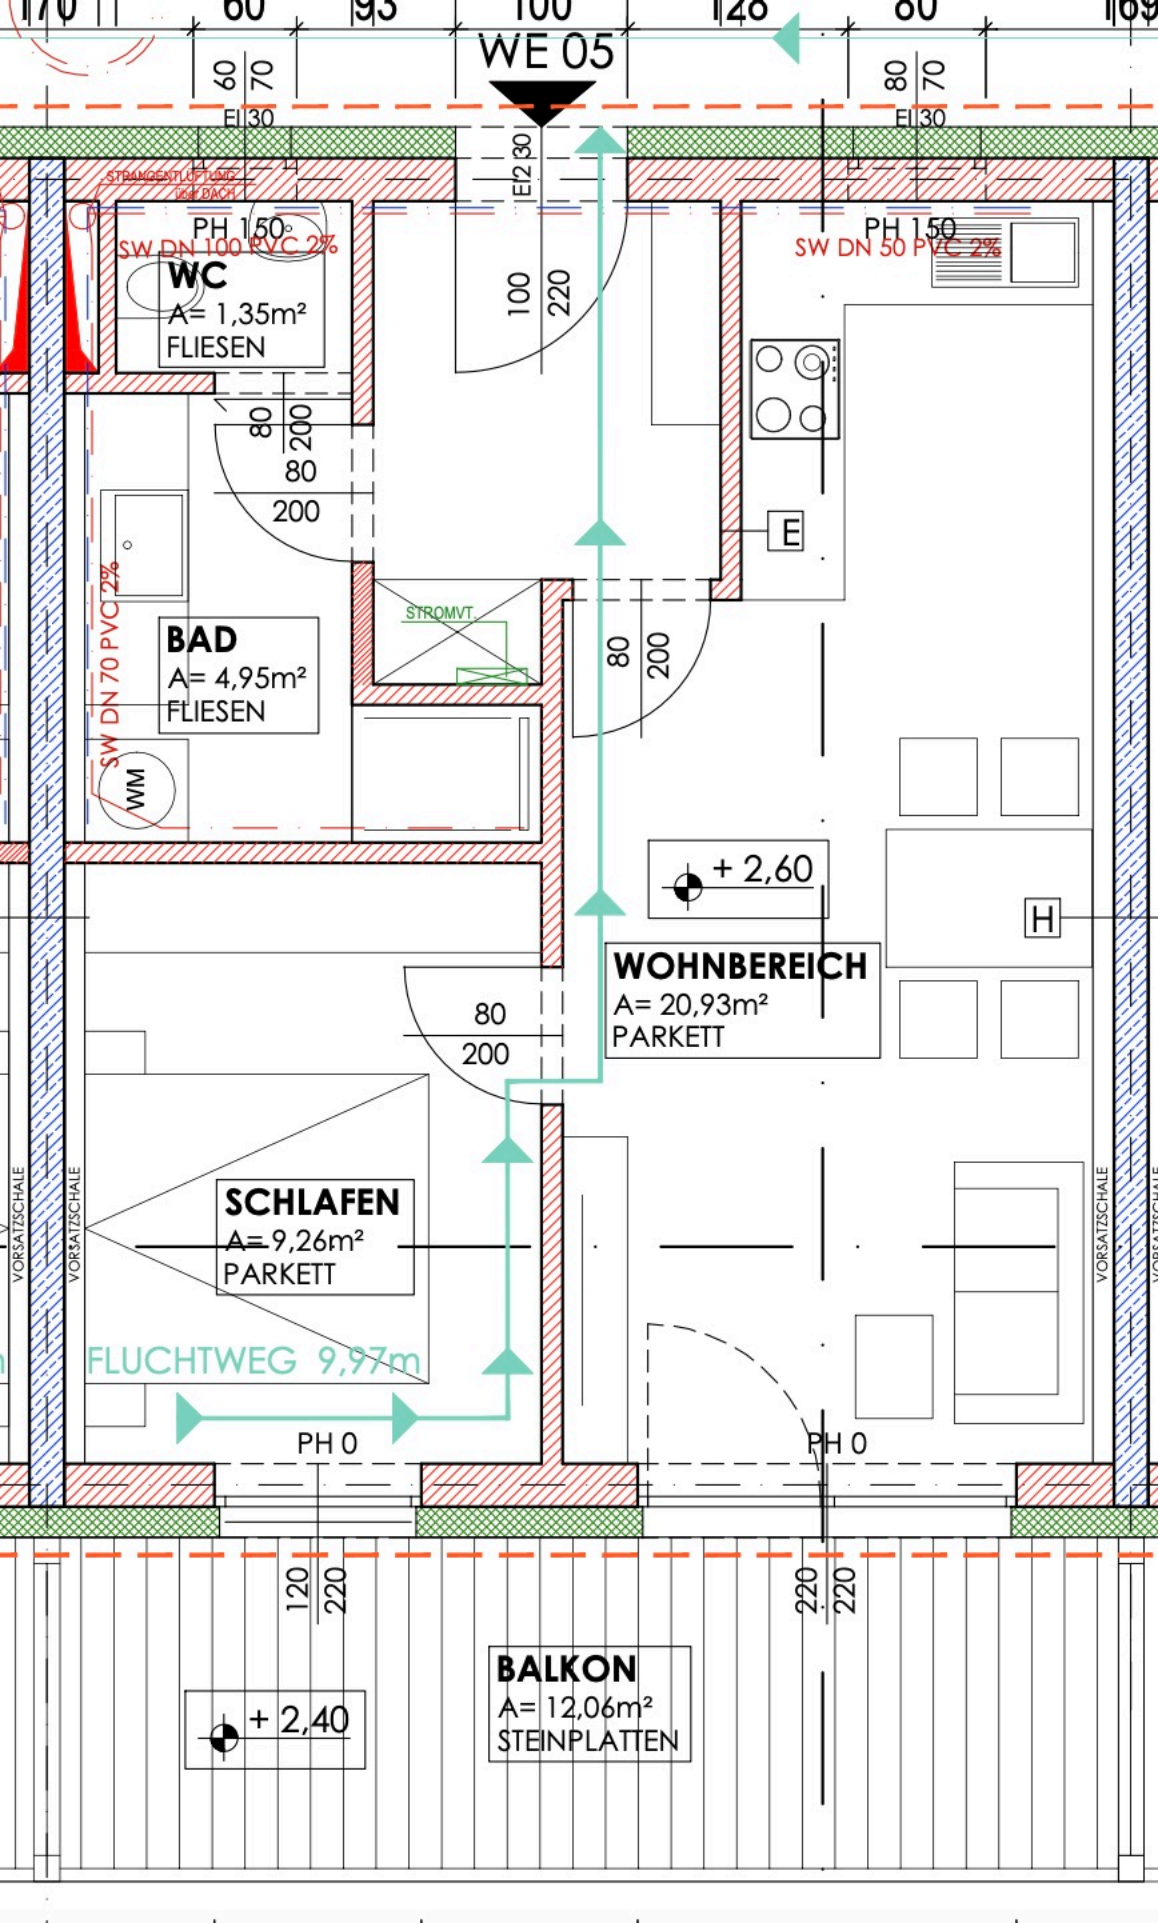 170 60 93 100 128 80 169
WE 05
60
70
80
70
EI 30
EI 30
EI2 30
STRANGENTLÜFTUNG
über DACH
PH 150
SW DN 100 PVC 2%
PH 150
SW DN 50 PVC 2%
WC
A= 1,35m²
FLIESEN
100
220
80
200
80
200
E
STROMVT.
80
200
SW DN 70 PVC 2%
BAD
A= 4,95m²
FLIESEN
WM
+ 2,60
H
WOHNBEREICH
A= 20,93m²
PARKETT
80
200
VORSATZSCHALE
VORSATZSCHALE
SCHLAFEN
A= 9,26m²
PARKETT
VORSATZSCHALE
VORSATZSCHALE
m
FLUCHTWEG 9,97m
PH 0
PH 0
120
220
220
220
BALKON
A= 12,06m²
STEINPLATTEN
+ 2,40